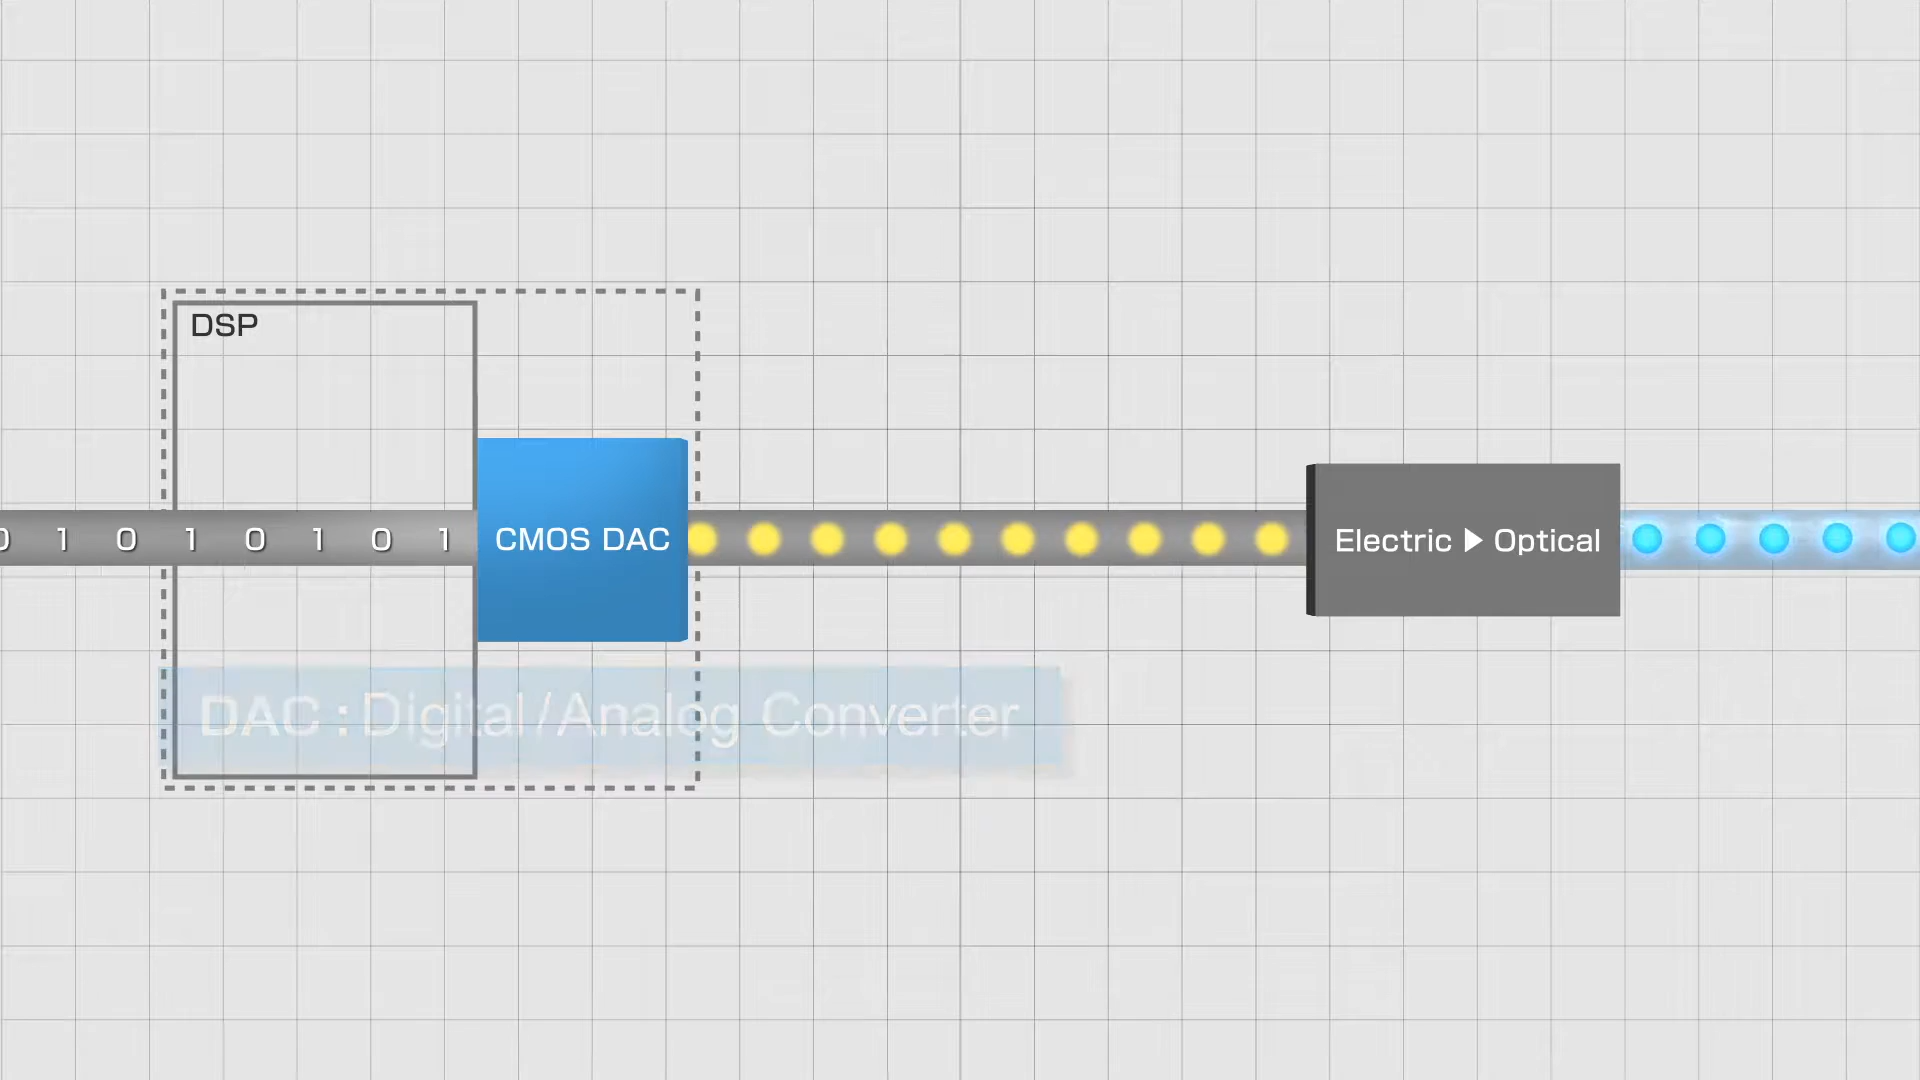 DSP
0 1 0 1 0 1 0 1
CMOS DAC
Electric ▶ Optical
DAC : Digital / Analog Converter